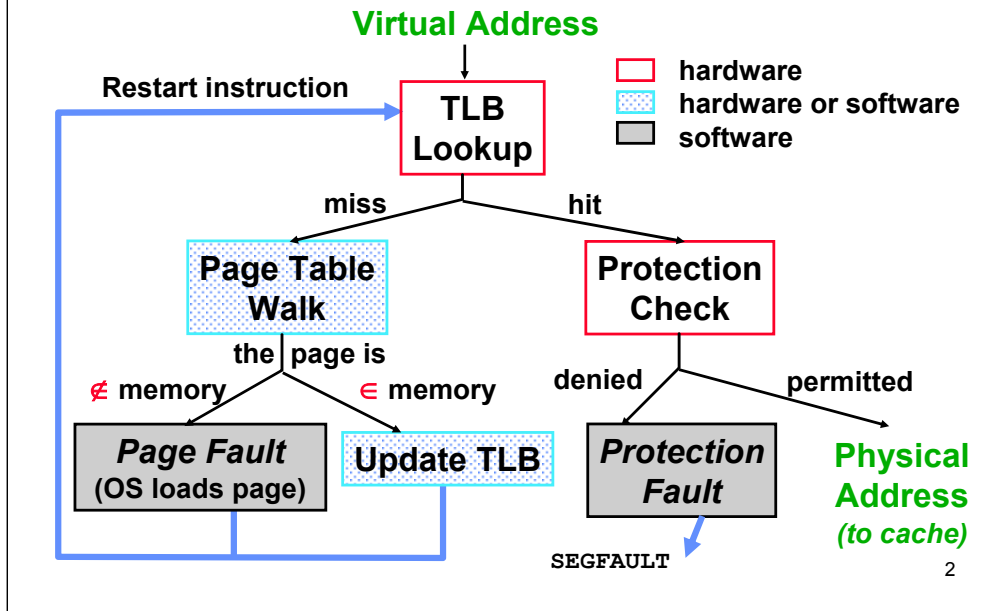 Virtual Address
Restart instruction
hardware
hardware or software
software
TLB
Lookup
miss
hit
Page Table
Walk
Protection
Check
the page is
∉ memory
∈ memory
denied
permitted
Page Fault
(OS loads page)
Update TLB
Protection
Fault
Physical
Address
(to cache)
SEGFAULT
2